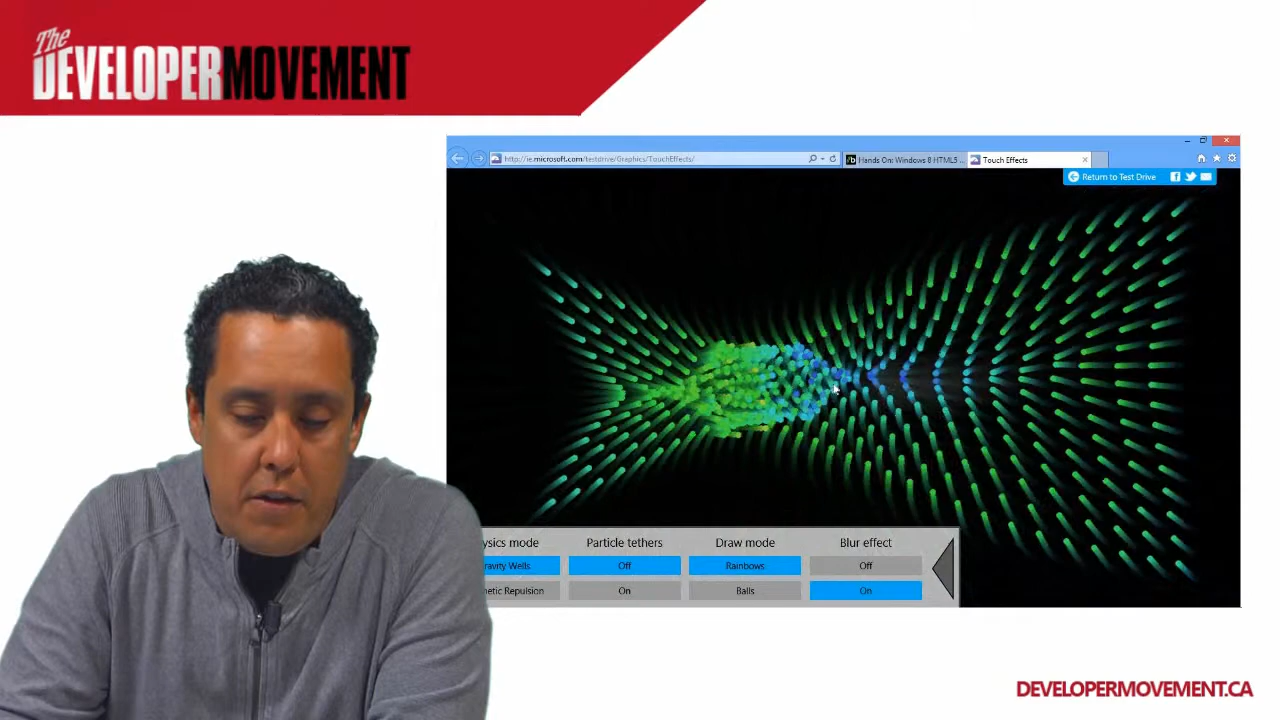 The
DEVELOPERMOVEMENT
http://ie.microsoft.com/testdrive/Graphics/TouchEffects/
Hands On: Windows 8 HTML5 ...
Touch Effects
Return to Test Drive
ysics mode
Particle tethers
Draw mode
Blur effect
ravity Wells
Off
Rainbows
Off
netic Repulsion
On
Balls
On
DEVELOPERMOVEMENT.CA